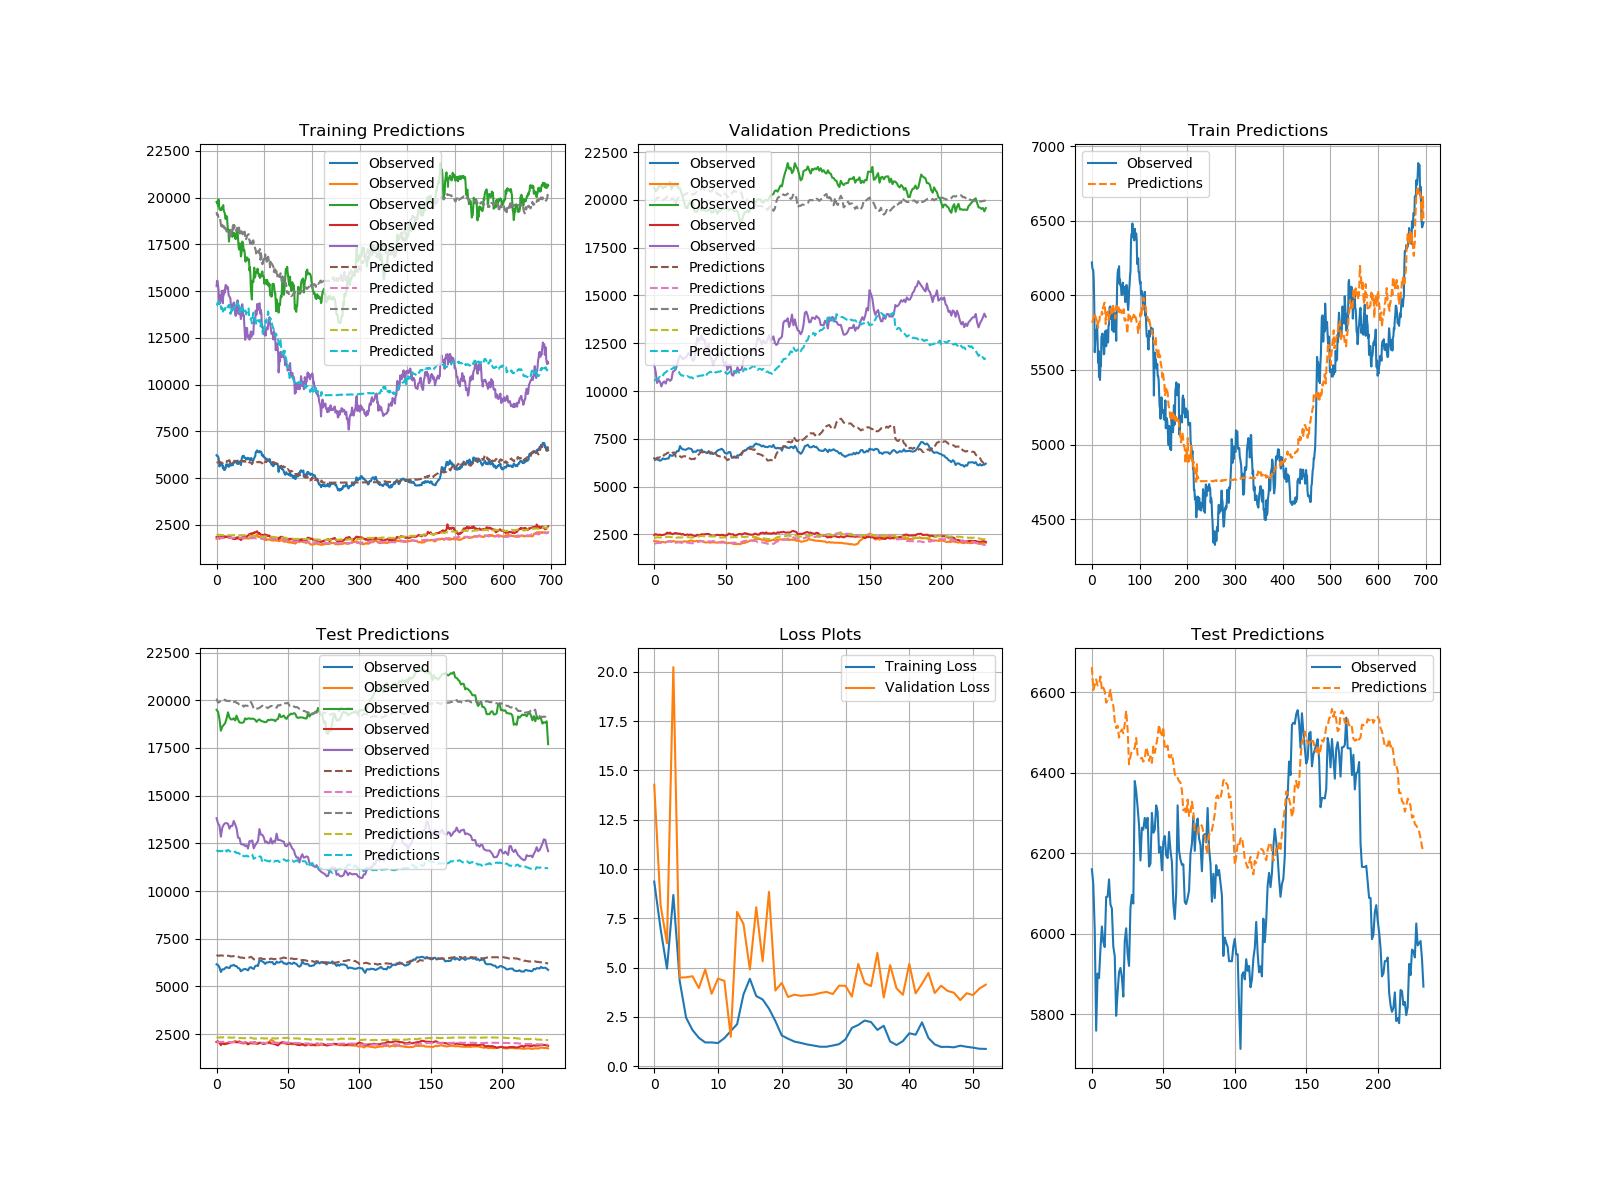 Training Predictions
22500
20000
17500
15000
12500
10000
7500
5000
2500
0 100 200 300 400 500 600 700
Observed
Observed
Observed
Observed
Observed
Predicted
Predicted
Predicted
Predicted
Predicted
Validation Predictions
22500
20000
17500
15000
12500
10000
7500
5000
2500
0 50 100 150 200
Observed
Observed
Observed
Observed
Observed
Predictions
Predictions
Predictions
Predictions
Predictions
Train Predictions
7000
6500
6000
5500
5000
4500
0 100 200 300 400 500 600 700
Observed
Predictions
Test Predictions
22500
20000
17500
15000
12500
10000
7500
5000
2500
0 50 100 150 200
Observed
Observed
Observed
Observed
Observed
Predictions
Predictions
Predictions
Predictions
Predictions
Loss Plots
20.0
17.5
15.0
12.5
10.0
7.5
5.0
2.5
0.0
0 10 20 30 40 50
Training Loss
Validation Loss
Test Predictions
6600
6400
6200
6000
5800
0 50 100 150 200
Observed
Predictions